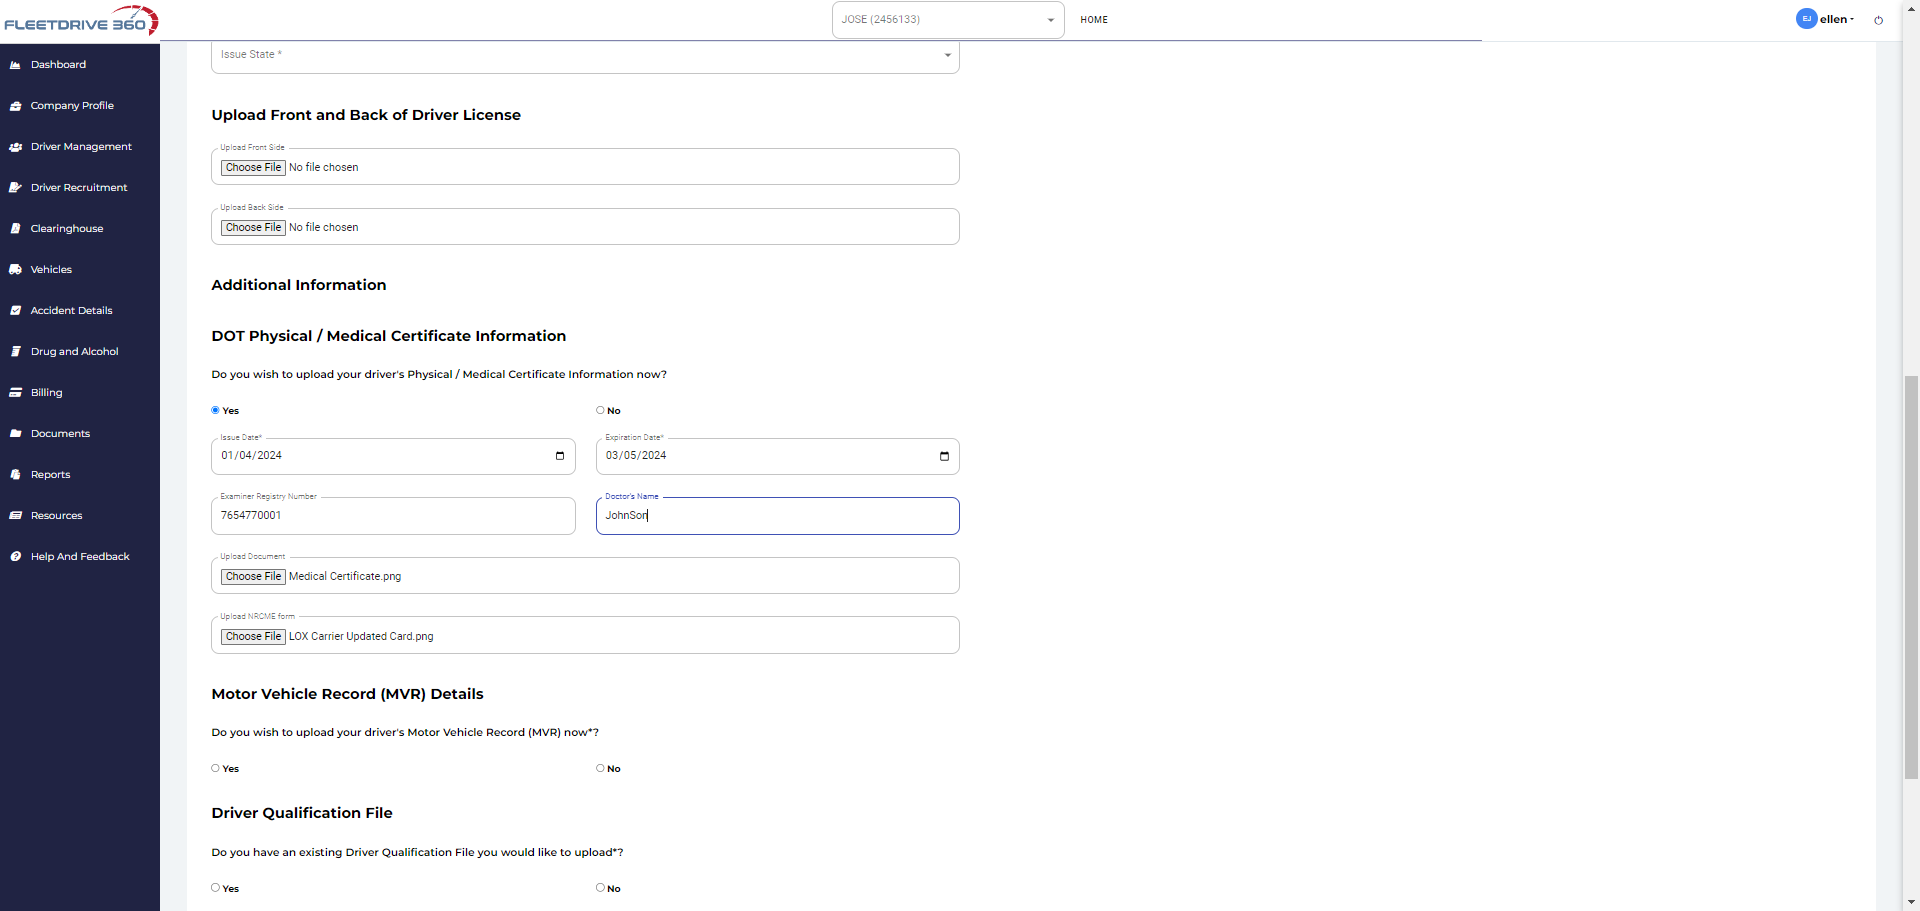 FLEETDRIVE 360
JOSE (2456133)
HOME
EJ
ellen
Dashboard
Company Profile
Driver Management
Driver Recruitment
Clearinghouse
Vehicles
Accident Details
Drug and Alcohol
Billing
Documents
Reports
Resources
Help And Feedback
Issue State *
Upload Front and Back of Driver License
Upload Front Side
Choose File No file chosen
Upload Back Side
Choose File No file chosen
Additional Information
DOT Physical / Medical Certificate Information
Do you wish to upload your driver's Physical / Medical Certificate Information now?
Yes No
Issue Date* Expiration Date*
01/04/2024 03/05/2024
Examiner Registry Number Doctor's Name
7654770001 JohnSon
Upload Document
Choose File Medical Certificate.png
Upload NRCME form
Choose File LOX Carrier Updated Card.png
Motor Vehicle Record (MVR) Details
Do you wish to upload your driver's Motor Vehicle Record (MVR) now*?
Yes No
Driver Qualification File
Do you have an existing Driver Qualification File you would like to upload*?
Yes No